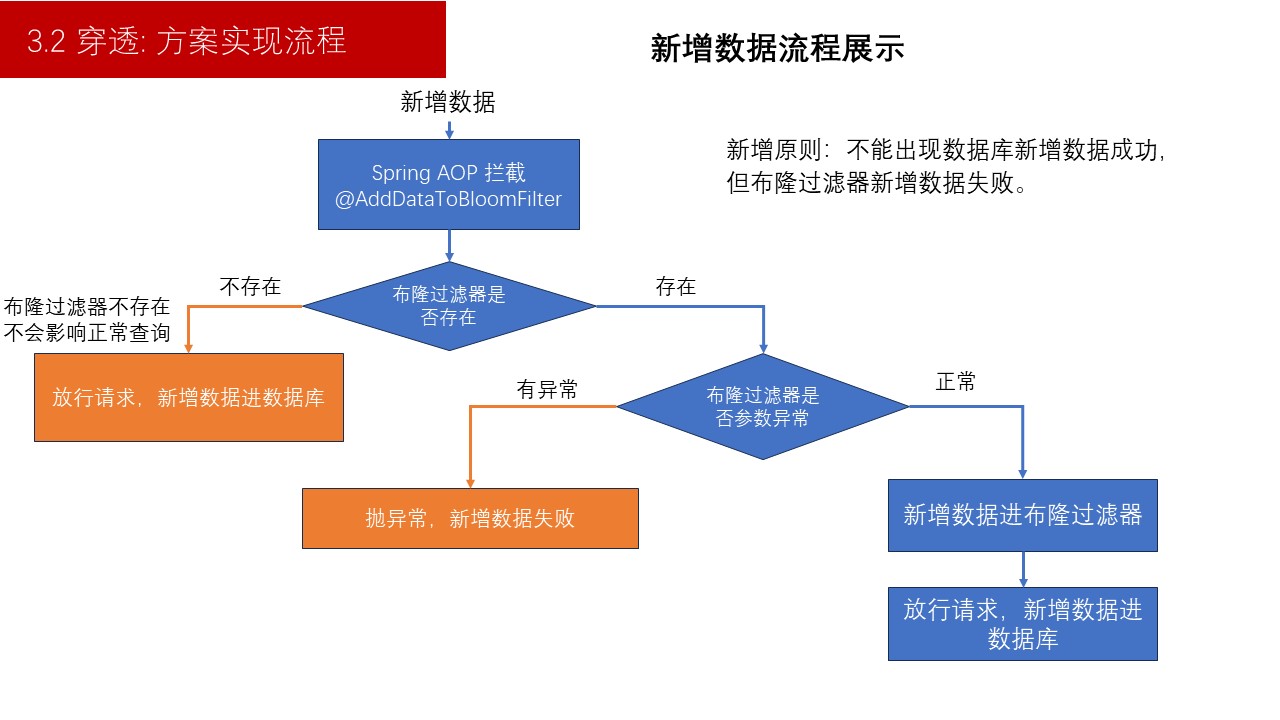 3.2 穿透: 方案实现流程
新增数据流程展示
新增数据
新增原则：不能出现数据库新增数据成功,
但布隆过滤器新增数据失败。
Spring AOP 拦截
@AddDataToBloomFilter
不存在
存在
布隆过滤器是
否存在
布隆过滤器不存在
不会影响正常查询
放行请求，新增数据进数据库
有异常
正常
布隆过滤器是
否参数异常
抛异常，新增数据失败
新增数据进布隆过滤器
放行请求，新增数据进
数据库